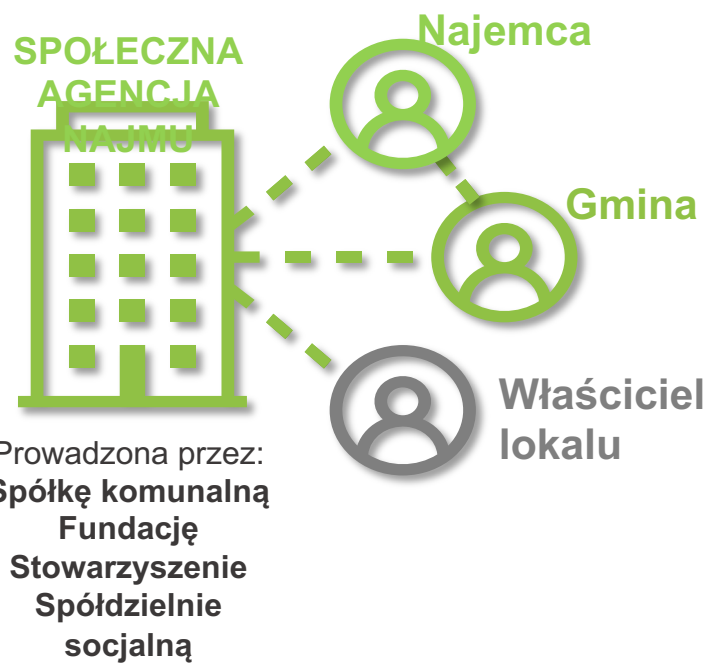 SPOŁECZNA
AGENCJA
NAJMU
Najemca
Gmina
Właściciel
lokalu
Prowadzona przez:
Spółkę komunalną
Fundację
Stowarzyszenie
Spółdzielnie
socjalną